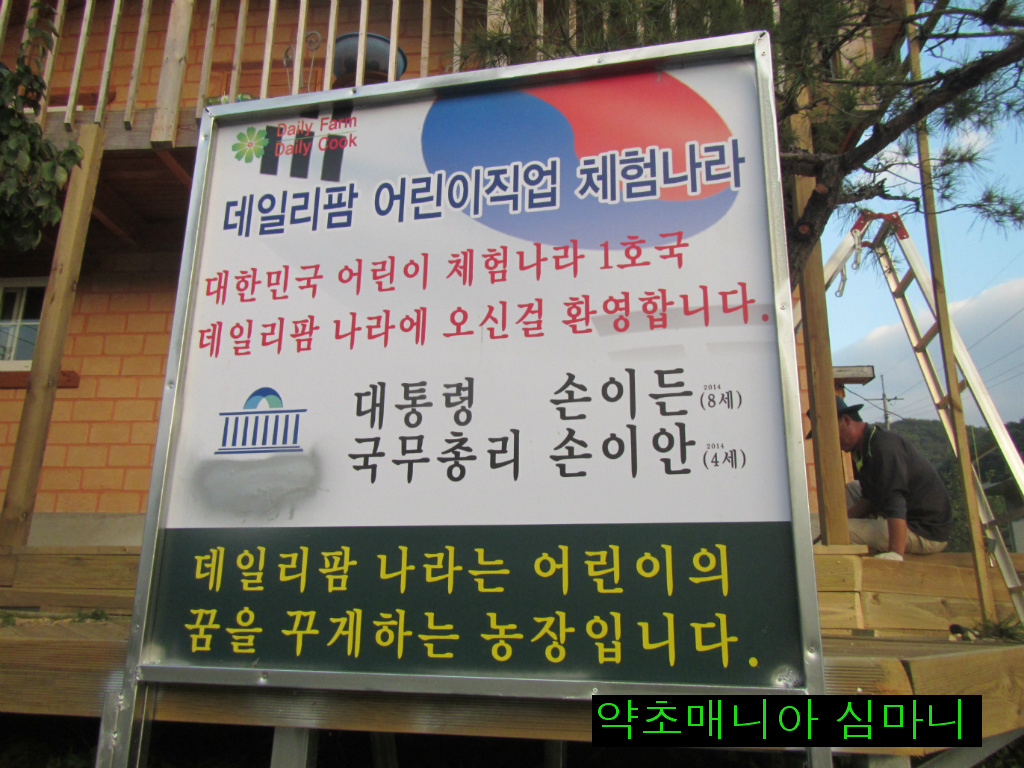 Daily Farm
Daily Cook
데일리팜 어린이직업 체험나라
대한민국 어린이 체험나라 1호국
데일리팜 나라에 오신걸 환영합니다.
대통령 손이든 2014 (8세)
국무총리 손이안 2014 (4세)
데일리팜 나라는 어린이의
꿈을 꾸게하는 농장입니다.
약초매니아 심마니